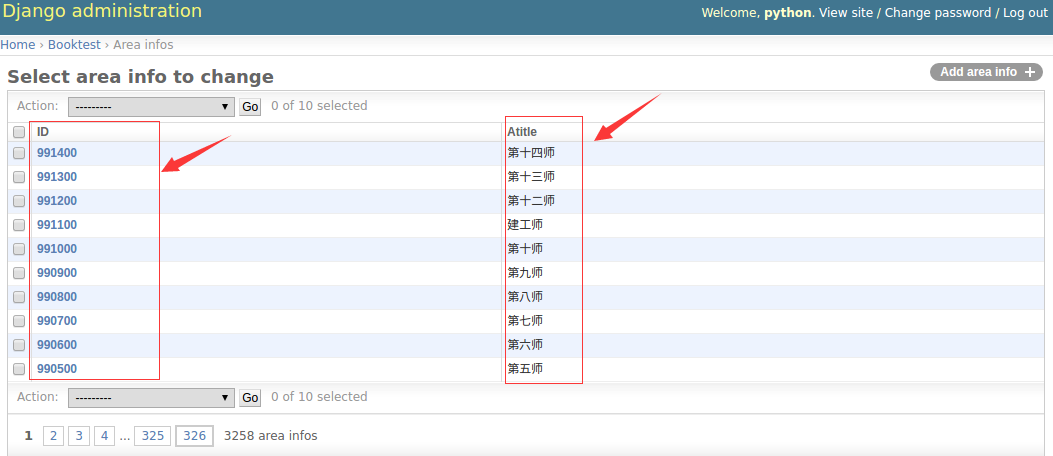 Django administration
Welcome, python. View site / Change password / Log out
Home › Booktest › Area infos
Select area info to change
Add area info +
Action: --------- ▼ Go 0 of 10 selected
ID Atitle
991400 第十四师
991300 第十三师
991200 第十二师
991100 建工师
991000 第十师
990900 第九师
990800 第八师
990700 第七师
990600 第六师
990500 第五师
Action: --------- ▼ Go 0 of 10 selected
1 2 3 4 ... 325 326 3258 area infos